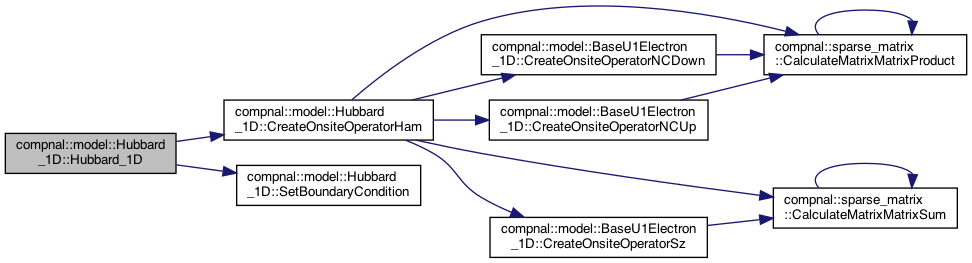 compnal::model::Hubbard
_1D::Hubbard_1D
compnal::model::Hubbard
_1D::CreateOnsiteOperatorHam
compnal::model::Hubbard
_1D::SetBoundaryCondition
compnal::model::BaseU1Electron
_1D::CreateOnsiteOperatorNCDown
compnal::model::BaseU1Electron
_1D::CreateOnsiteOperatorNCUp
compnal::model::BaseU1Electron
_1D::CreateOnsiteOperatorSz
compnal::sparse_matrix
::CalculateMatrixMatrixProduct
compnal::sparse_matrix
::CalculateMatrixMatrixSum